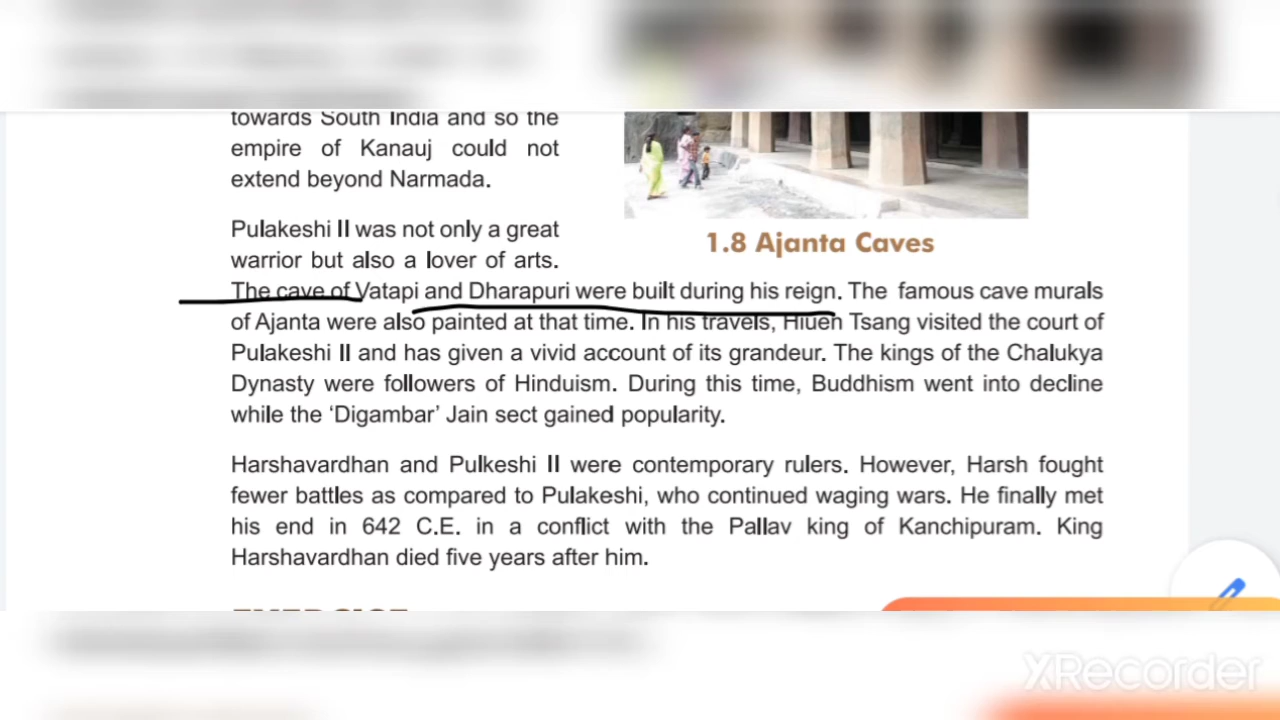 towards South India and so the
empire of Kanauj could not
extend beyond Narmada.
1.8 Ajanta Caves
Pulakeshi II was not only a great
warrior but also a lover of arts.
The cave of Vatapi and Dharapuri were built during his reign. The famous cave murals
of Ajanta were also painted at that time. In his travels, Hiuen Tsang visited the court of
Pulakeshi II and has given a vivid account of its grandeur. The kings of the Chalukya
Dynasty were followers of Hinduism. During this time, Buddhism went into decline
while the ‘Digambar’ Jain sect gained popularity.
Harshavardhan and Pulkeshi II were contemporary rulers. However, Harsh fought
fewer battles as compared to Pulakeshi, who continued waging wars. He finally met
his end in 642 C.E. in a conflict with the Pallav king of Kanchipuram. King
Harshavardhan died five years after him.
XRecorder